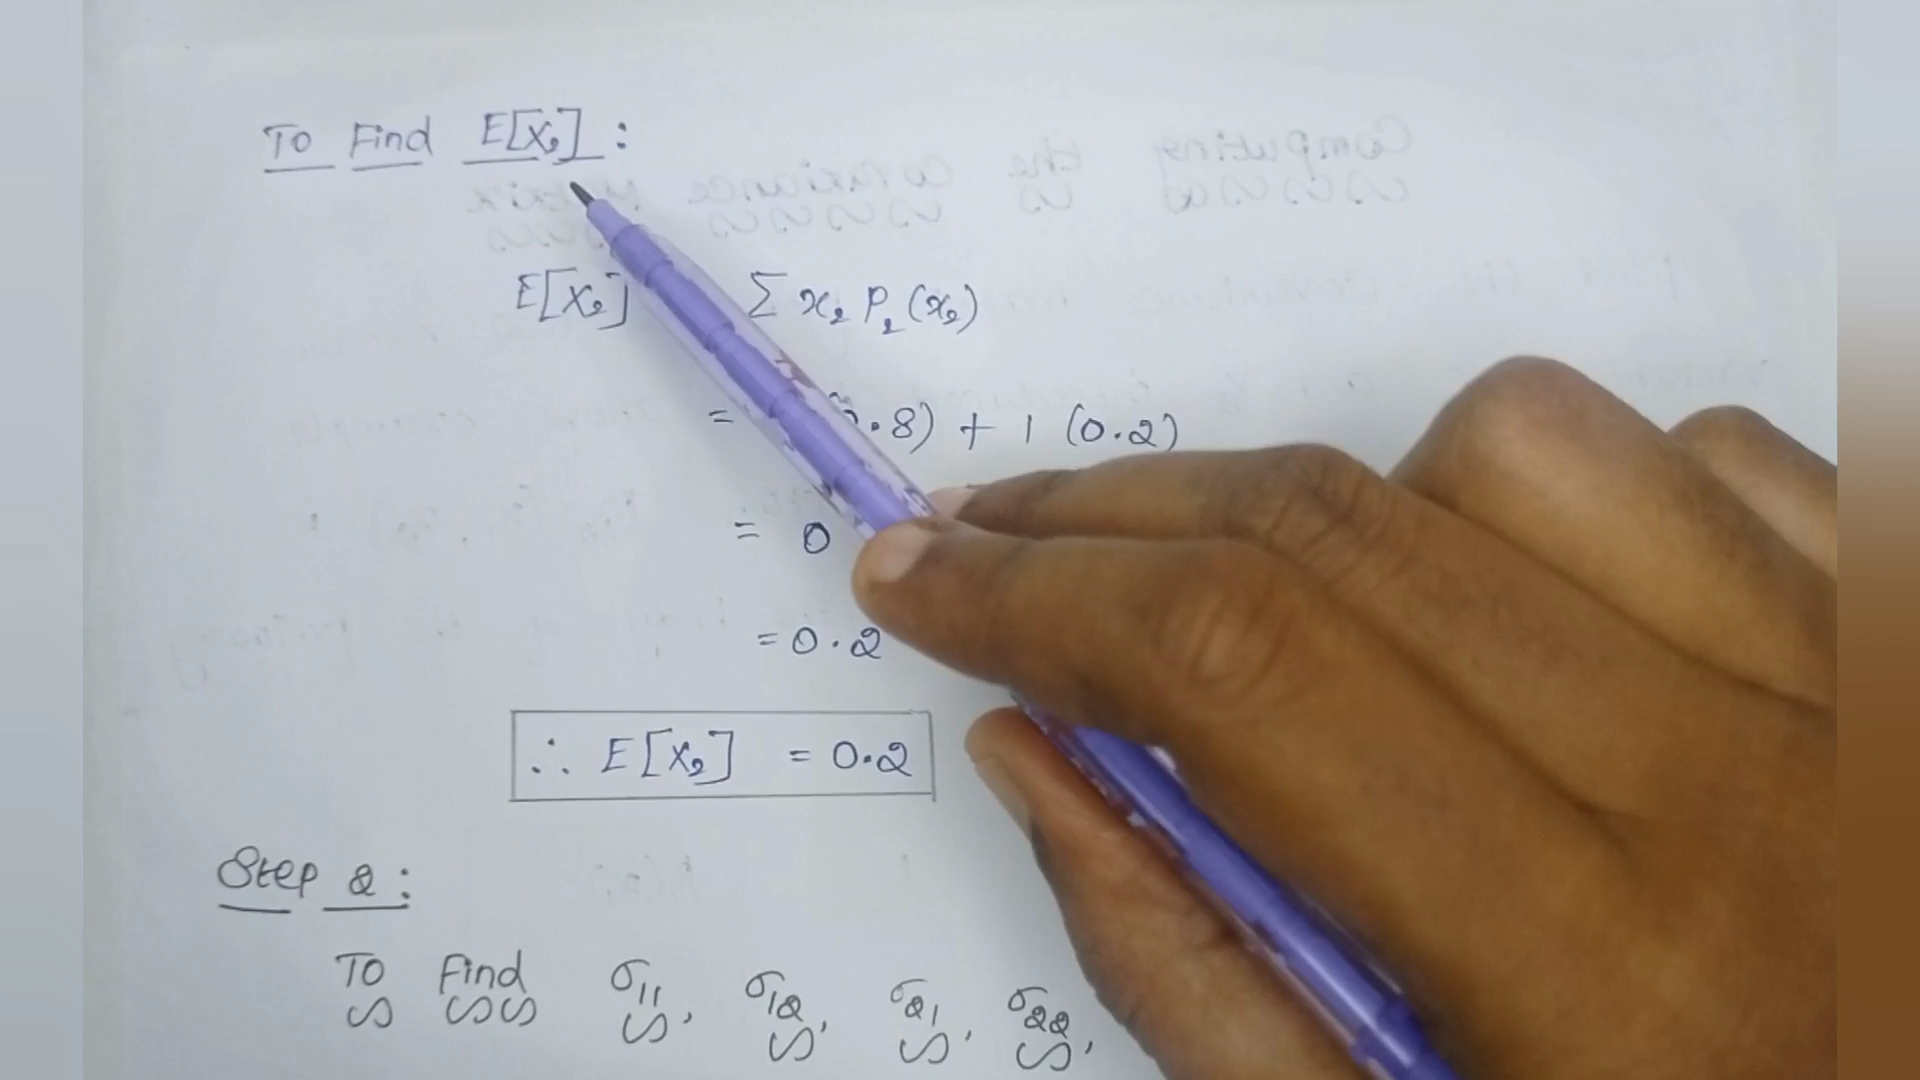 To Find E[X₂] :
E[X₂] Σ x₂ P₂ (x₂)
= .8) + 1 (0.2)
= 0
= 0.2
∴ E[X₂] = 0.2
Step 2 :
To Find σ₁₁, σ₁₂, σ₂₁, σ₂₂,